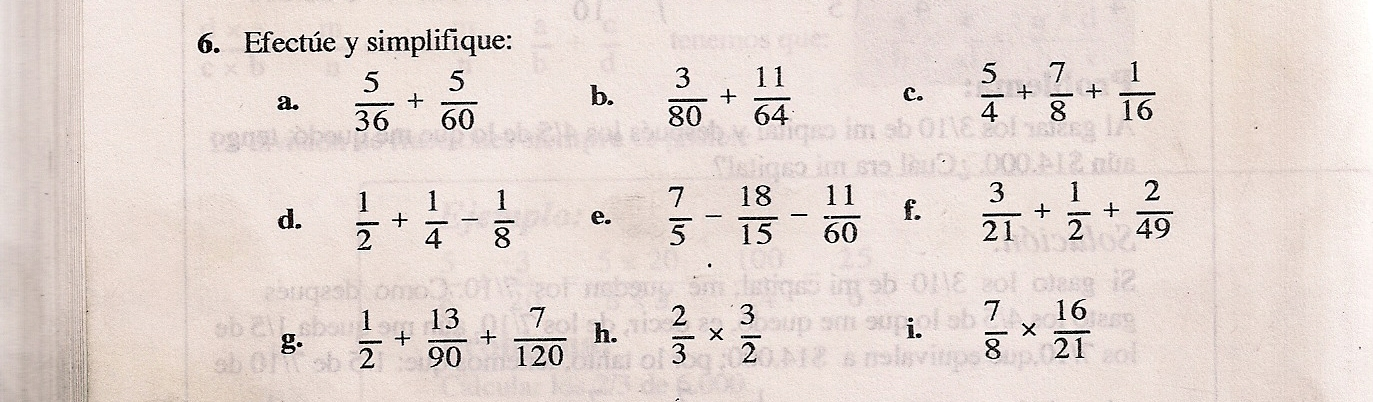 6. Efectúe y simplifique:
a. 5/36 + 5/60 b. 3/80 + 11/64 c. 5/4 + 7/8 + 1/16
d. 1/2 + 1/4 − 1/8 e. 7/5 − 18/15 − 11/60 f. 3/21 + 1/2 + 2/49
g. 1/2 + 13/90 + 7/120 h. 2/3 × 3/2 i. 7/8 × 16/21